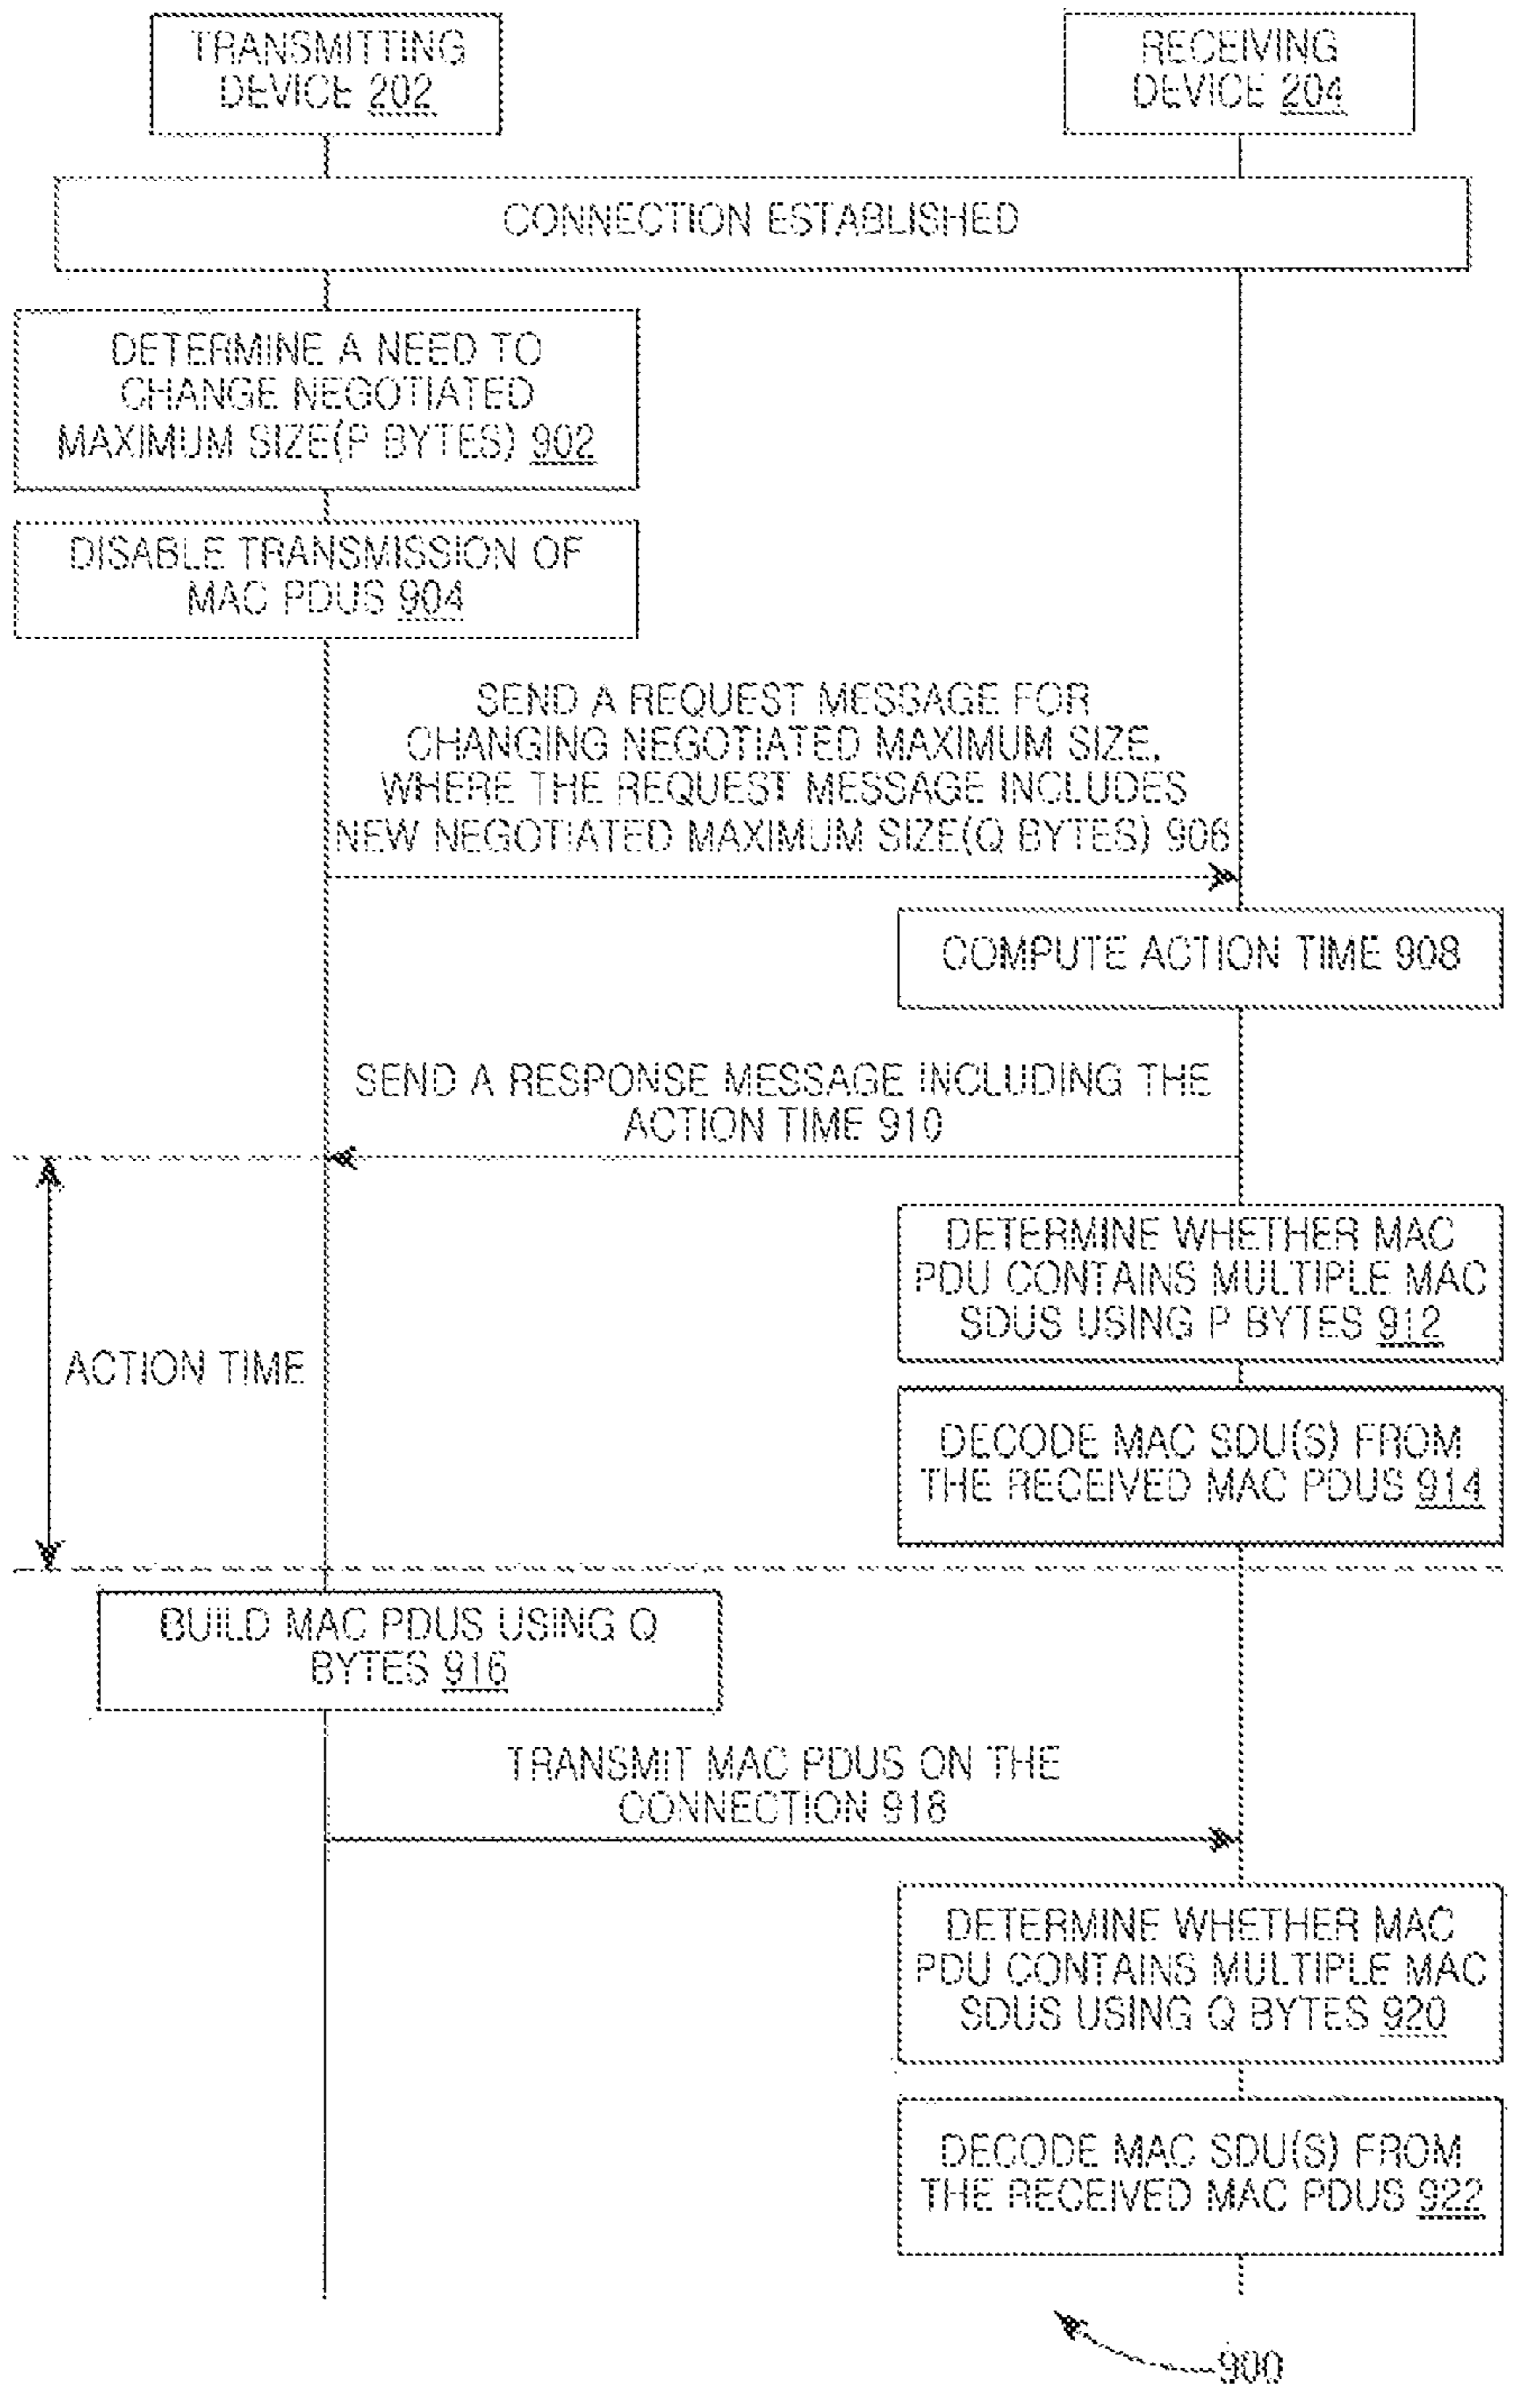 TRANSMITTING
DEVICE 202
RECEIVING
DEVICE 204
CONNECTION ESTABLISHED
DETERMINE A NEED TO
CHANGE NEGOTIATED
MAXIMUM SIZE(P BYTES) 902
DISABLE TRANSMISSION OF
MAC PDUS 904
SEND A REQUEST MESSAGE FOR
CHANGING NEGOTIATED MAXIMUM SIZE,
WHERE THE REQUEST MESSAGE INCLUDES
NEW NEGOTIATED MAXIMUM SIZE(Q BYTES) 906
COMPUTE ACTION TIME 908
SEND A RESPONSE MESSAGE INCLUDING THE
ACTION TIME 910
DETERMINE WHETHER MAC
PDU CONTAINS MULTIPLE MAC
SDUS USING P BYTES 912
ACTION TIME
DECODE MAC SDU(S) FROM
THE RECEIVED MAC PDUS 914
BUILD MAC PDUS USING Q
BYTES 916
TRANSMIT MAC PDUS ON THE
CONNECTION 918
DETERMINE WHETHER MAC
PDU CONTAINS MULTIPLE MAC
SDUS USING Q BYTES 920
DECODE MAC SDU(S) FROM
THE RECEIVED MAC PDUS 922
900